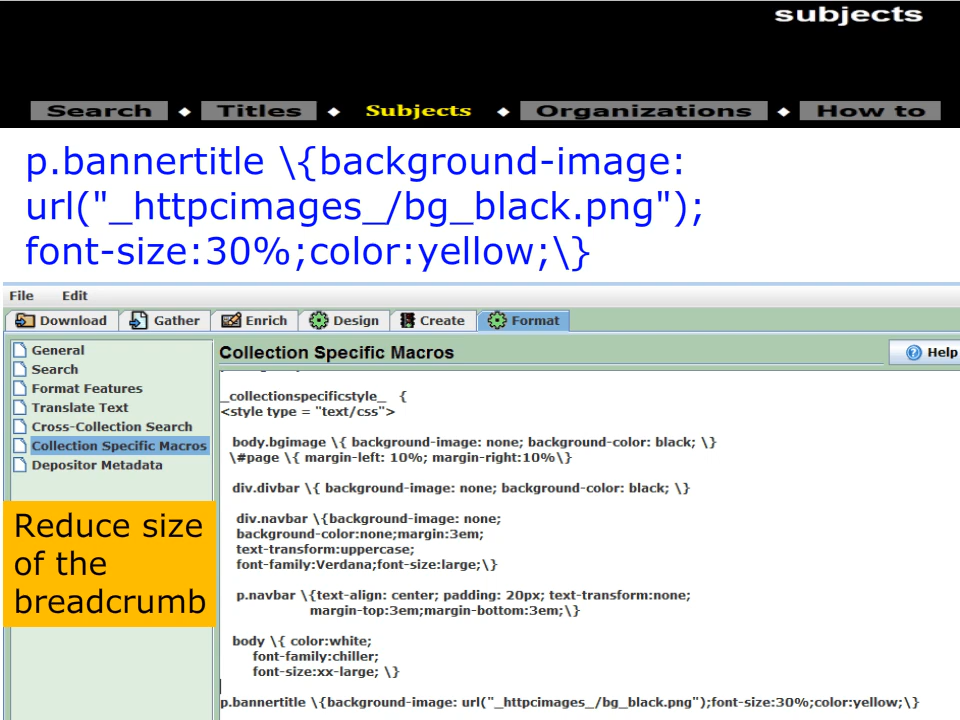 subjects
Search ◆ Titles ◆ Subjects ◆ Organizations ◆ How to
p.bannertitle \{background-image:
url("_httpcimages_/bg_black.png");
font-size:30%;color:yellow;\}
File Edit
Download Gather Enrich Design Create Format
General
Search
Format Features
Translate Text
Cross-Collection Search
Collection Specific Macros
Depositor Metadata
Collection Specific Macros
Help
_collectionspecificstyle_ {
<style type = "text/css">
body.bgimage \{ background-image: none; background-color: black; \}
\#page \{ margin-left: 10%; margin-right:10%\}
div.divbar \{ background-image: none; background-color: black; \}
div.navbar \{background-image: none;
background-color:none;margin:3em;
text-transform:uppercase;
font-family:Verdana;font-size:large;\}
p.navbar \{text-align: center; padding: 20px; text-transform:none;
margin-top:3em;margin-bottom:3em;\}
body \{ color:white;
font-family:chiller;
font-size:xx-large; \}
p.bannertitle \{background-image: url("_httpcimages_/bg_black.png");font-size:30%;color:yellow;\}
Reduce size
of the
breadcrumb